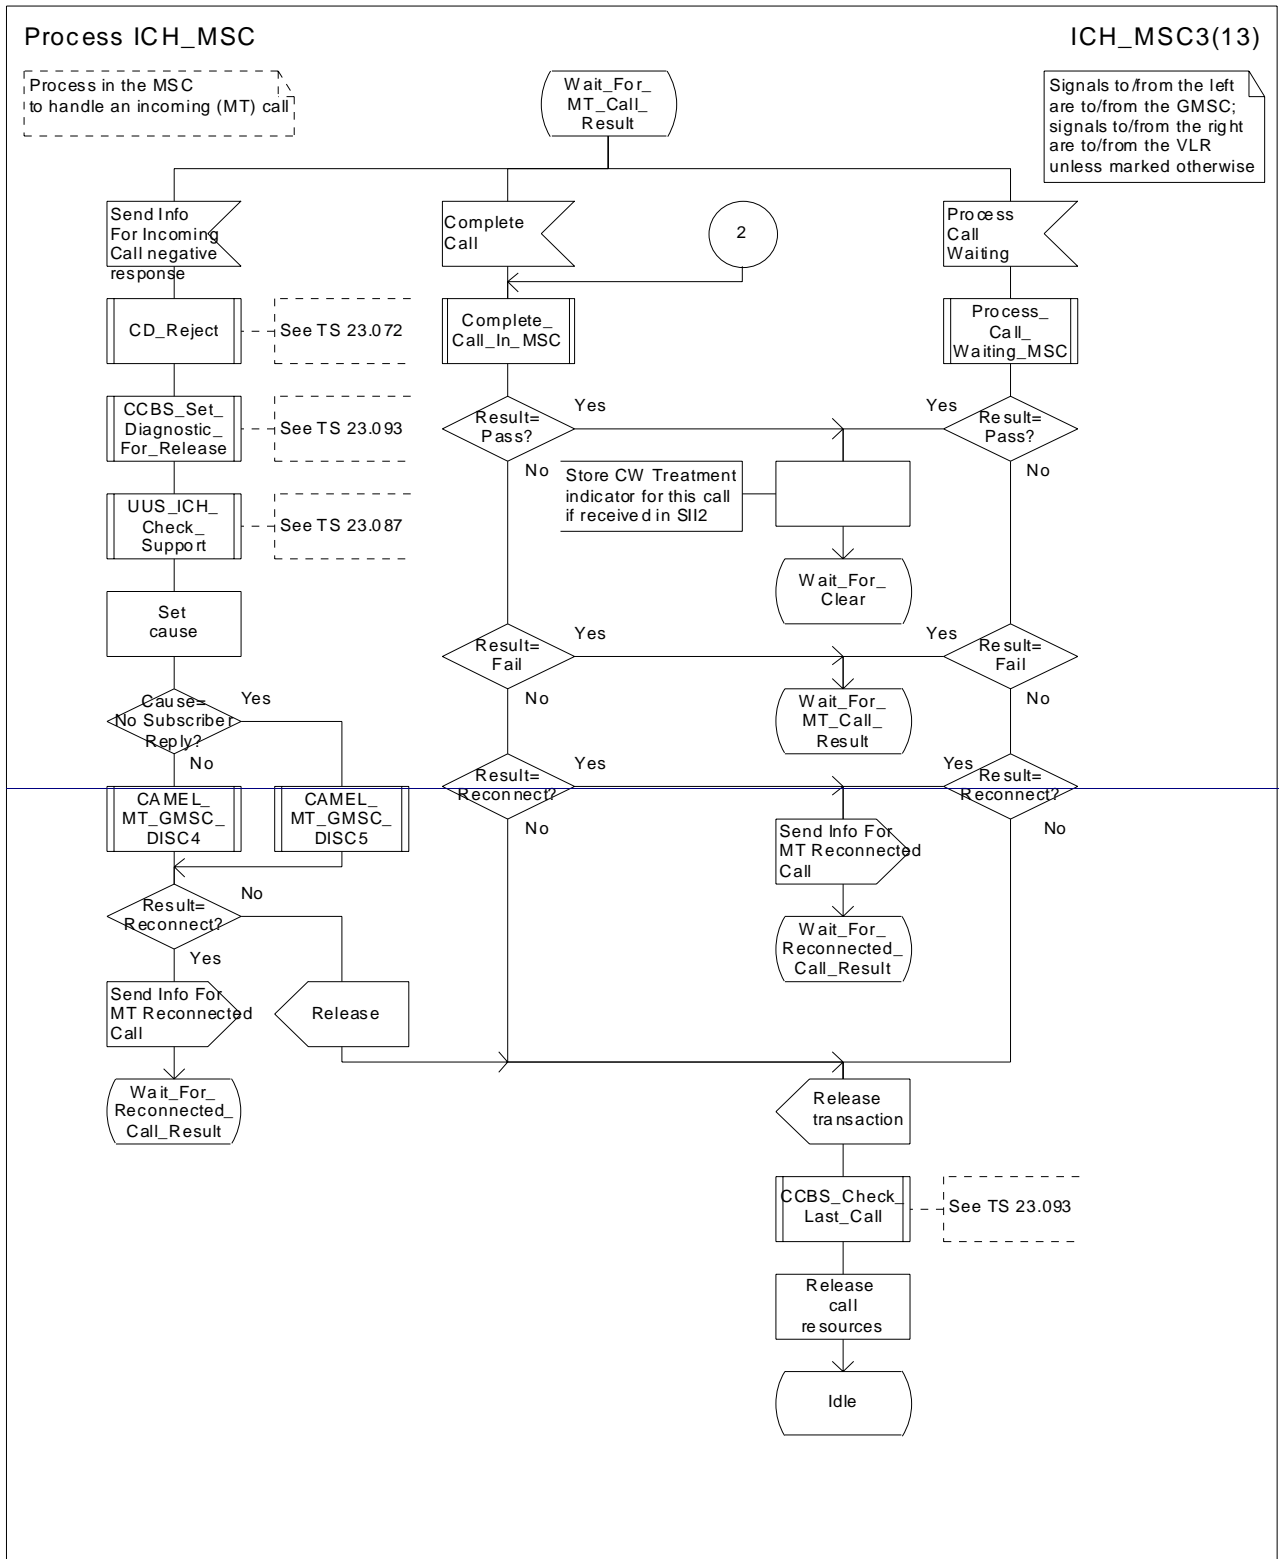 Process ICH_MSC
ICH_MSC3(13)
Process in the MSC
to handle an incoming (MT) call
Wait_For_
MT_Call_
Result
Signals to/from the left
are to/from the GMSC;
signals to/from the right
are to/from the VLR
unless marked otherwise
Send Info
For Incoming
Call negative
response
Complete
Call
2
Process
Call
Waiting
CD_Reject
See TS 23.072
Complete_
Call_In_MSC
Process_
Call_
Waiting_MSC
CCBS_Set_
Diagnostic_
For_Release
See TS 23.093
Result=
Pass?
Yes
No
Yes
Result=
Pass?
No
Store CW Treatment
indicator for this call
if received in SII2
UUS_ICH_
Check_
Support
See TS 23.087
Wait_For_
Clear
Set
cause
Result=
Fail
Yes
No
Yes
Result=
Fail
No
Wait_For_
MT_Call_
Result
Cause=
No Subscriber
Reply?
Yes
No
Result=
Reconnect?
Yes
No
Yes
Result=
Reconnect?
No
CAMEL_
MT_GMSC_
DISC4
CAMEL_
MT_GMSC_
DISC5
Send Info For
MT Reconnected
Call
Result=
Reconnect?
No
Yes
Wait_For_
Reconnected_
Call_Result
Send Info For
MT Reconnected
Call
Release
Wait_For_
Reconnected_
Call_Result
Release
transaction
CCBS_Check_
Last_Call
See TS 23.093
Release
call
resources
Idle